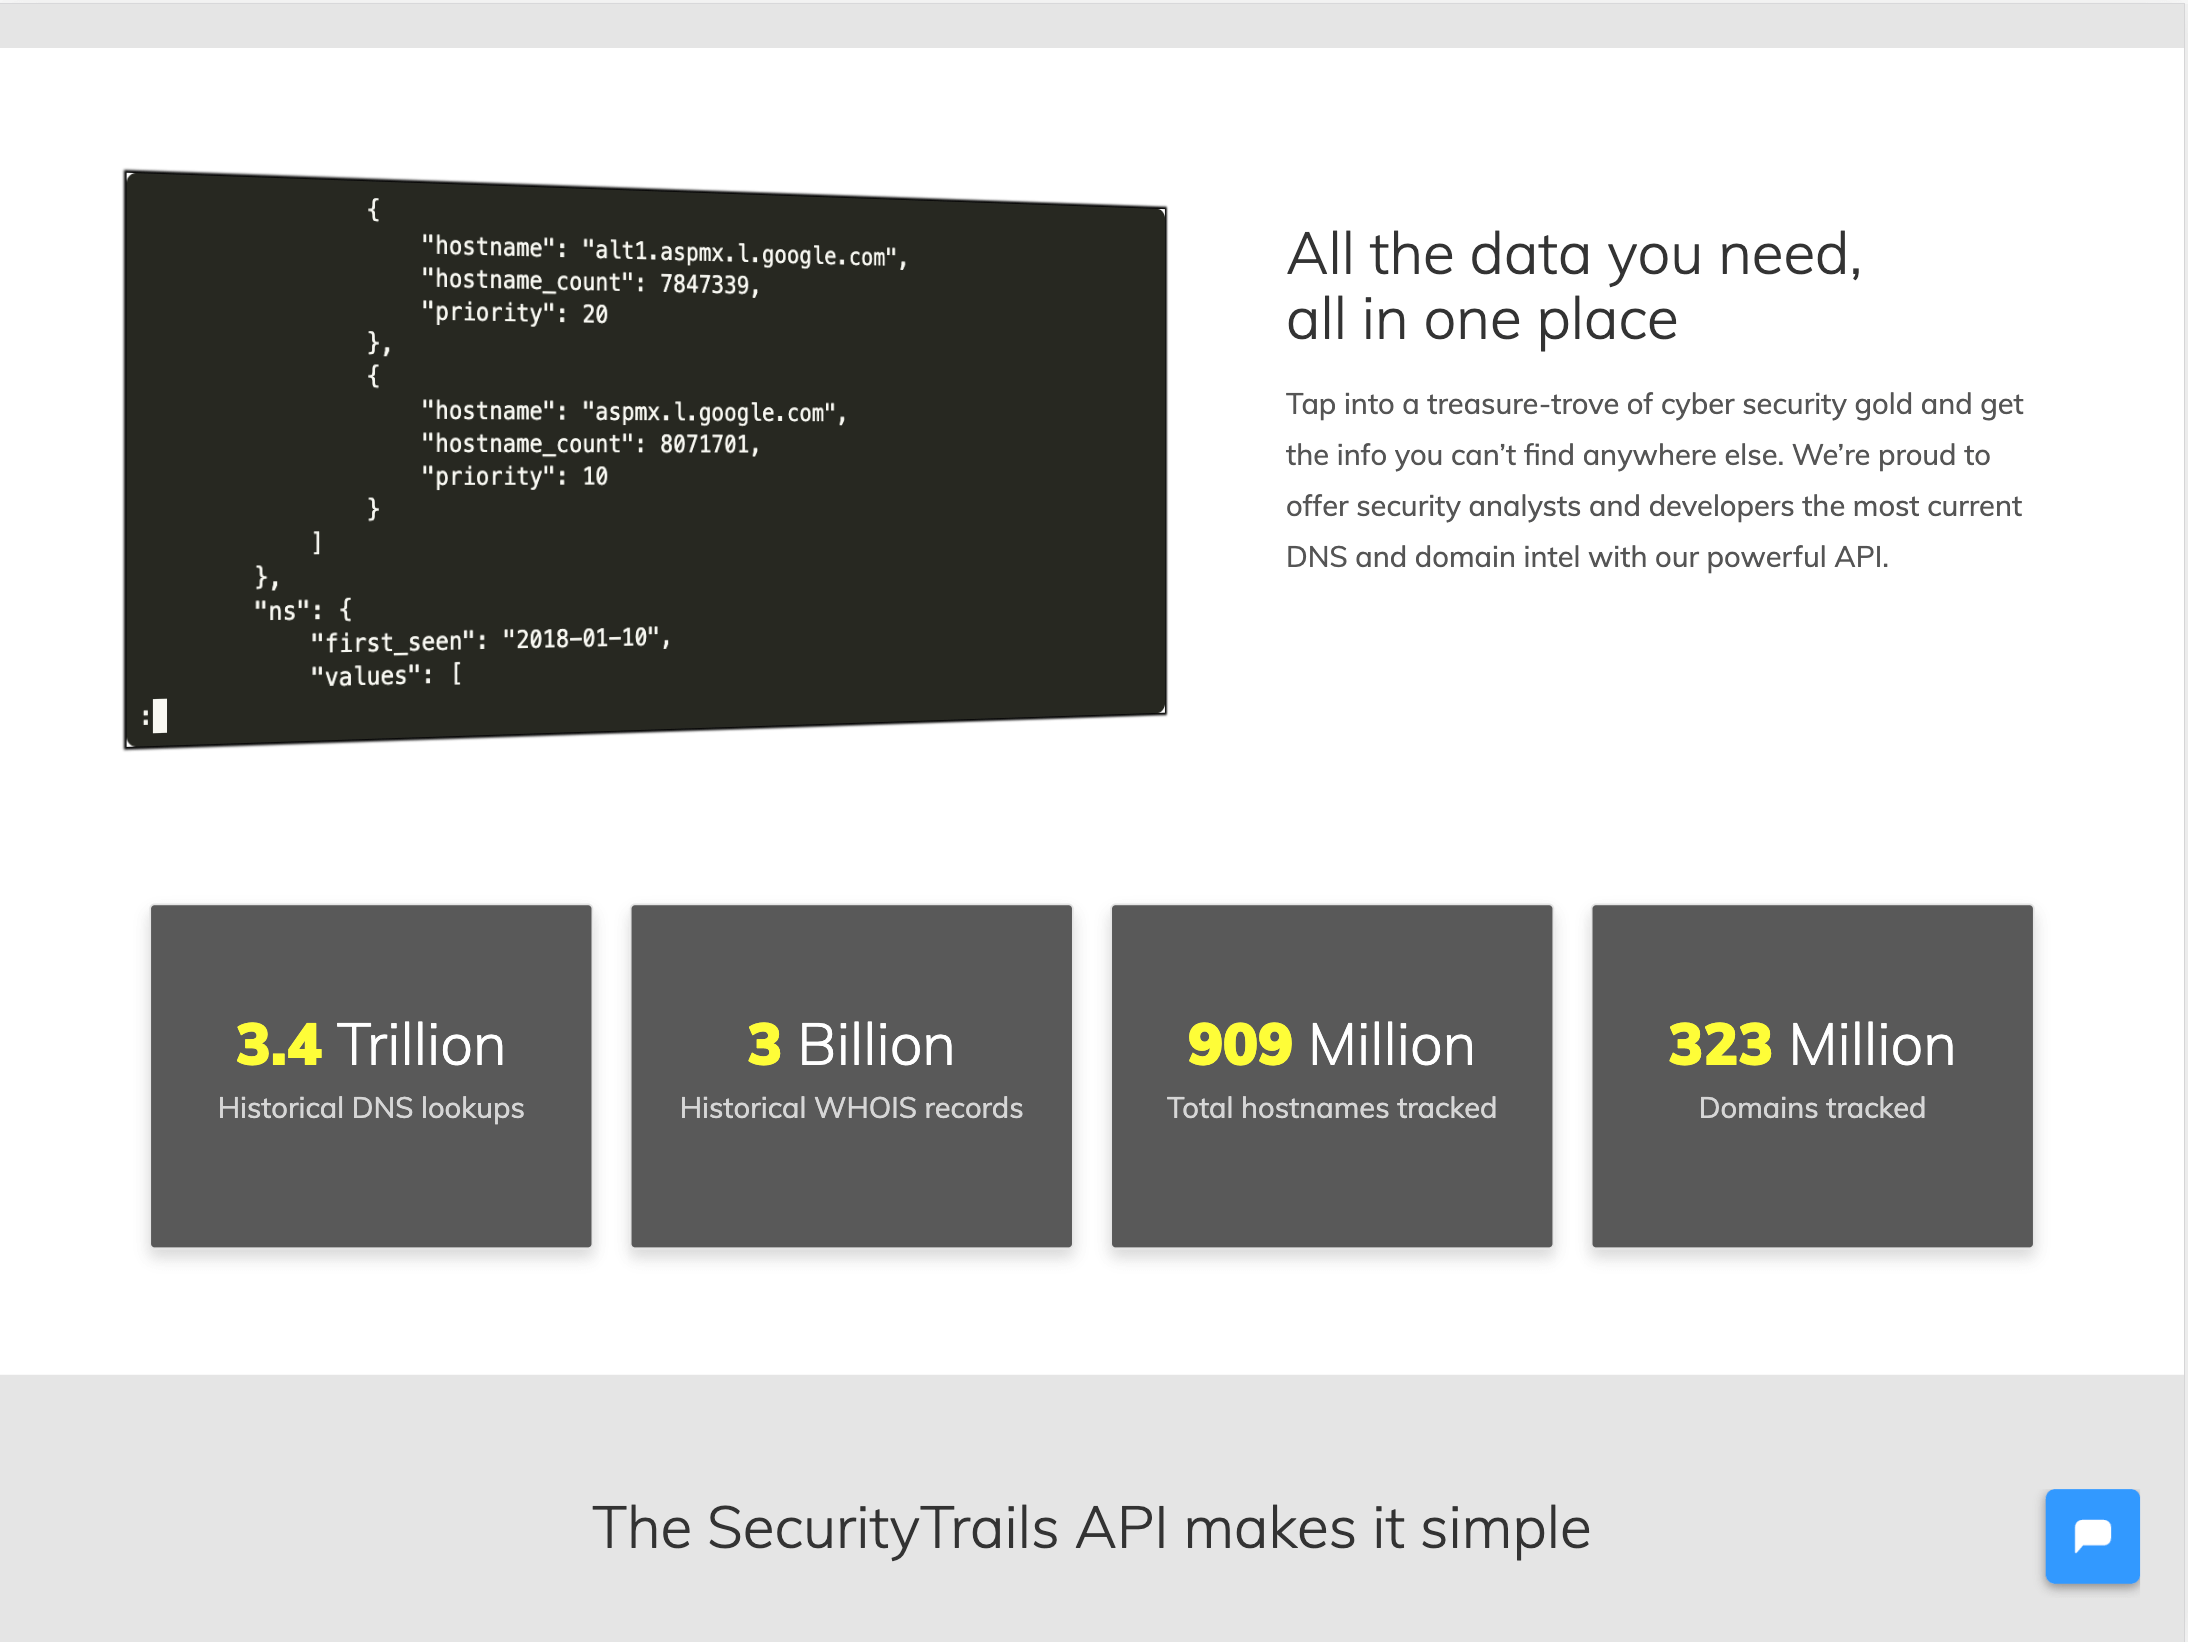 {
"hostname": "alt1.aspmx.l.google.com",
"hostname_count": 7847339,
"priority": 20
},
{
"hostname": "aspmx.l.google.com",
"hostname_count": 8071701,
"priority": 10
}
]
},
"ns": {
"first_seen": "2018-01-10",
"values": [
:
All the data you need,
all in one place
Tap into a treasure-trove of cyber security gold and get
the info you can’t find anywhere else. We’re proud to
offer security analysts and developers the most current
DNS and domain intel with our powerful API.
3.4 Trillion
Historical DNS lookups
3 Billion
Historical WHOIS records
909 Million
Total hostnames tracked
323 Million
Domains tracked
The SecurityTrails API makes it simple